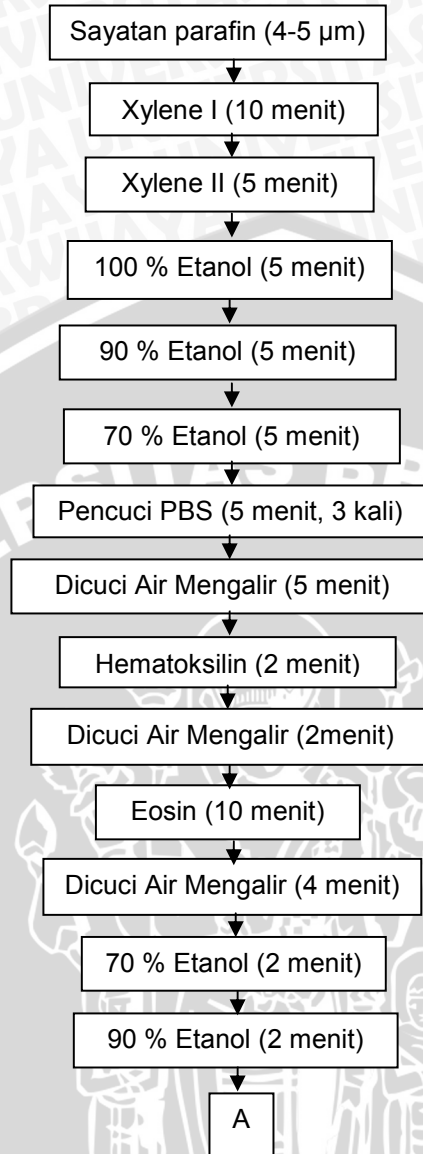 Sayatan parafin (4-5 µm)
Xylene I (10 menit)
Xylene II (5 menit)
100 % Etanol (5 menit)
90 % Etanol (5 menit)
70 % Etanol (5 menit)
Pencuci PBS (5 menit, 3 kali)
Dicuci Air Mengalir (5 menit)
Hematoksilin (2 menit)
Dicuci Air Mengalir (2menit)
Eosin (10 menit)
Dicuci Air Mengalir (4 menit)
70 % Etanol (2 menit)
90 % Etanol (2 menit)
A